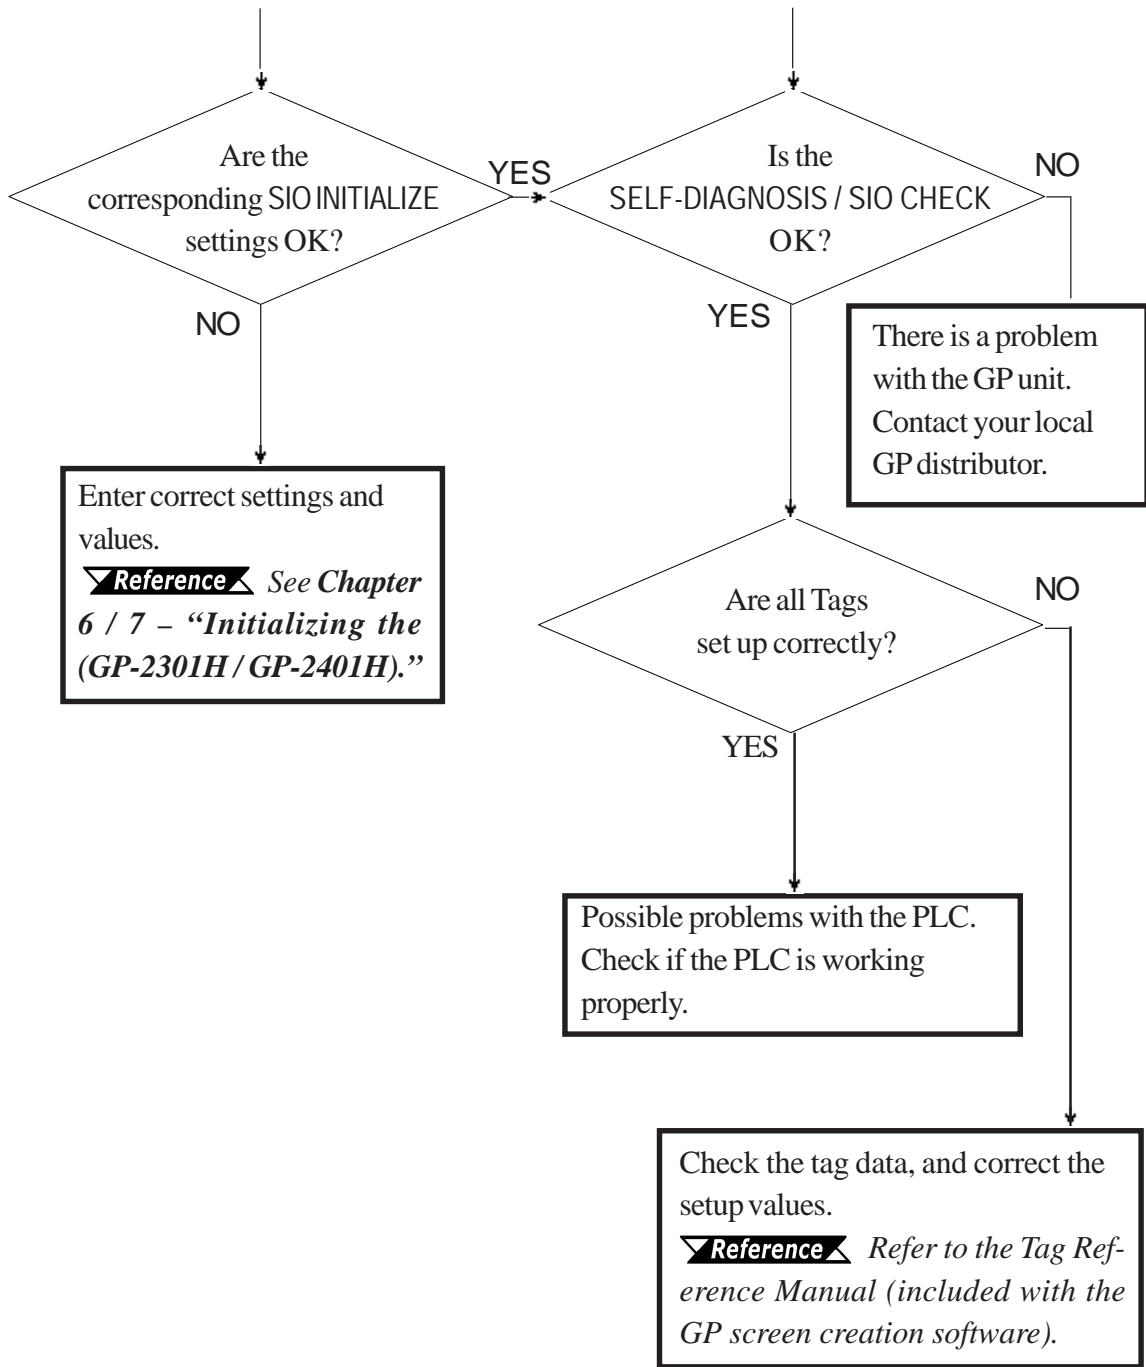 Are the
corresponding SIO INITIALIZE
settings OK?
YES
NO
Enter correct settings and
values.
Reference See Chapter
6 / 7 – “Initializing the
(GP-2301H / GP-2401H).”
Is the
SELF-DIAGNOSIS / SIO CHECK
OK?
NO
YES
There is a problem
with the GP unit.
Contact your local
GP distributor.
Are all Tags
set up correctly?
NO
YES
Possible problems with the PLC.
Check if the PLC is working
properly.
Check the tag data, and correct the
setup values.
Reference Refer to the Tag Ref-
erence Manual (included with the
GP screen creation software).